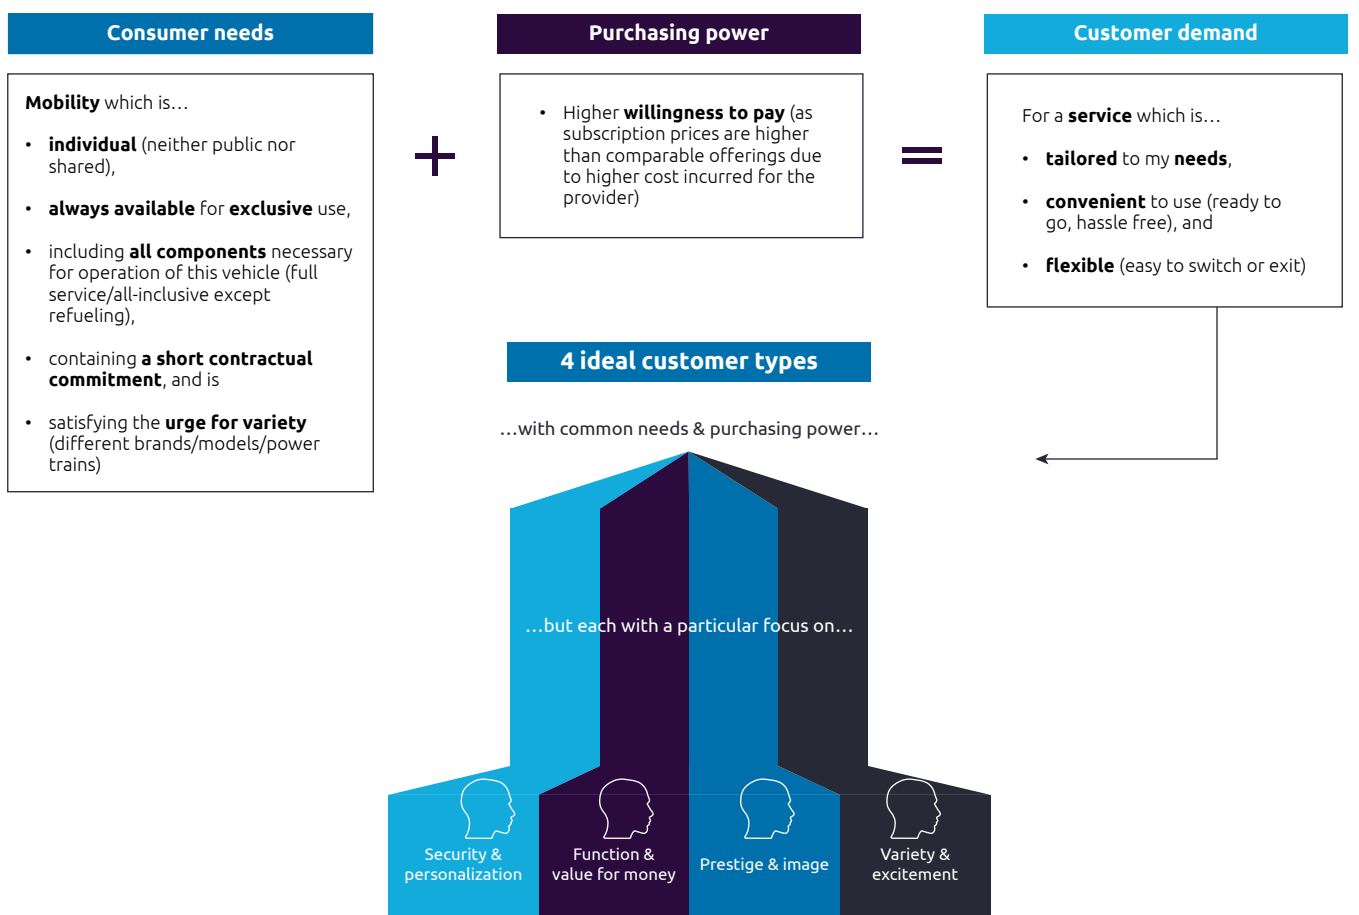 Consumer needs
Mobility which is…
• individual (neither public nor
shared),
• always available for exclusive use,
• including all components necessary
for operation of this vehicle (full
service/all-inclusive except
refueling),
• containing a short contractual
commitment, and is
• satisfying the urge for variety
(different brands/models/power
trains)
+
Purchasing power
• Higher willingness to pay (as
subscription prices are higher
than comparable offerings due
to higher cost incurred for the
provider)
=
Customer demand
For a service which is…
• tailored to my needs,
• convenient to use (ready to
go, hassle free), and
• flexible (easy to switch or exit)
4 ideal customer types
…with common needs & purchasing power…
…but each with a particular focus on…
Security &
personalization
Function &
value for money
Prestige & image
Variety &
excitement